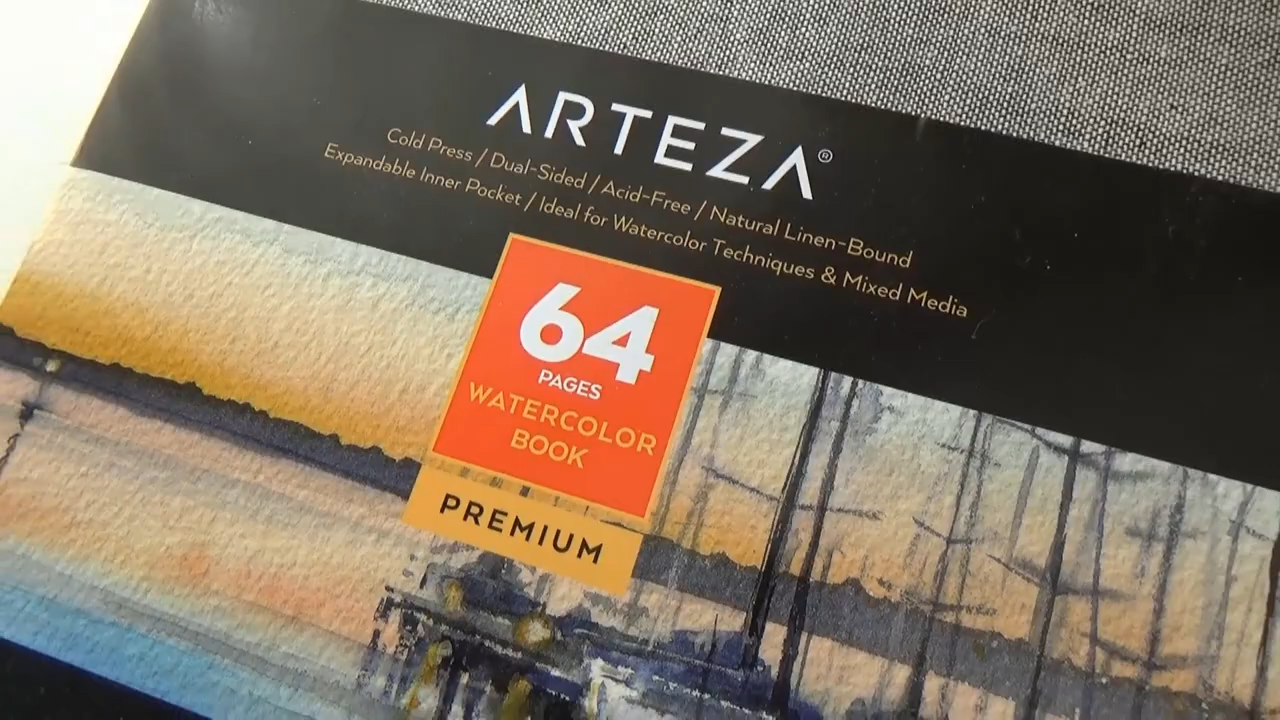 ARTEZA®
Cold Press / Dual-Sided / Acid-Free / Natural Linen-Bound
Expandable Inner Pocket / Ideal for Watercolor Techniques & Mixed Media
64
PAGES
WATERCOLOR
BOOK
PREMIUM